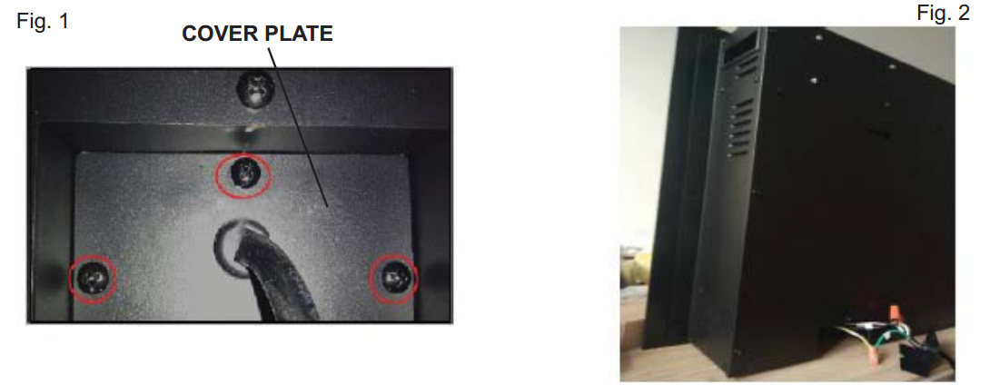 Fig. 1
COVER PLATE
Fig. 2